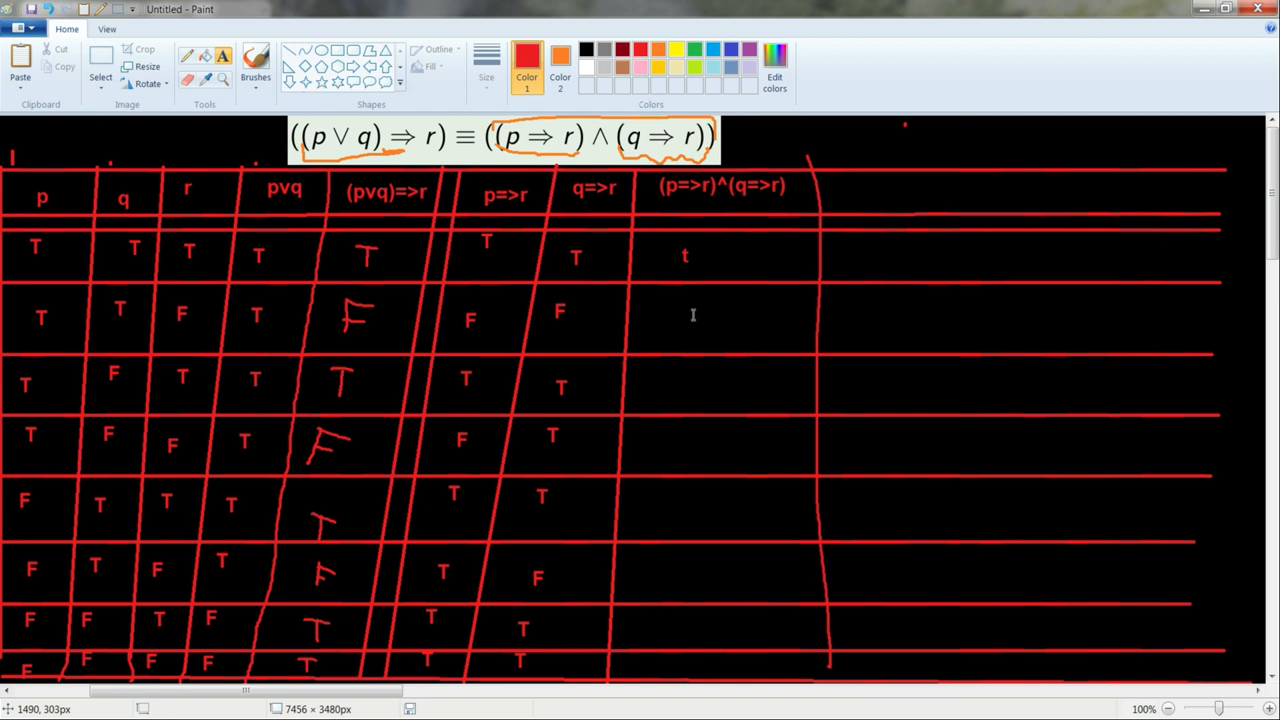 Untitled - Paint
Home View
Paste Cut Copy Select Crop Resize Rotate A Brushes Outline Fill Size Color 1 Color 2 Edit colors
Clipboard Image Tools Shapes Colors
((p ∨ q) ⇒ r) ≡ ((p ⇒ r) ∧ (q ⇒ r))
p q r pvq (pvq)=>r p=>r q=>r (p=>r)^(q=>r)
T T T T T T T t
T T F T F F F
T F T T T T T
T F F T F F T
F T T T T T T
F T F T F T F
F F T F T T T
F F F F T T T
1490, 303px 7456 × 3480px 100%